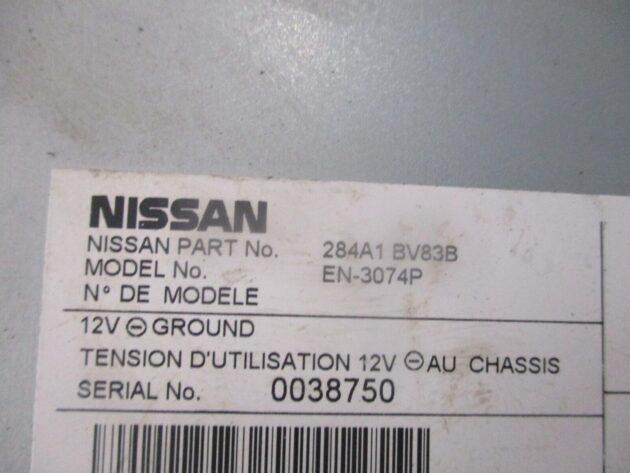 NISSAN
NISSAN PART No. 284A1 BV83B
MODEL No. EN-3074P
N° DE MODELE
12V ⊖ GROUND
TENSION D'UTILISATION 12V ⊖ AU CHASSIS
SERIAL No. 0038750